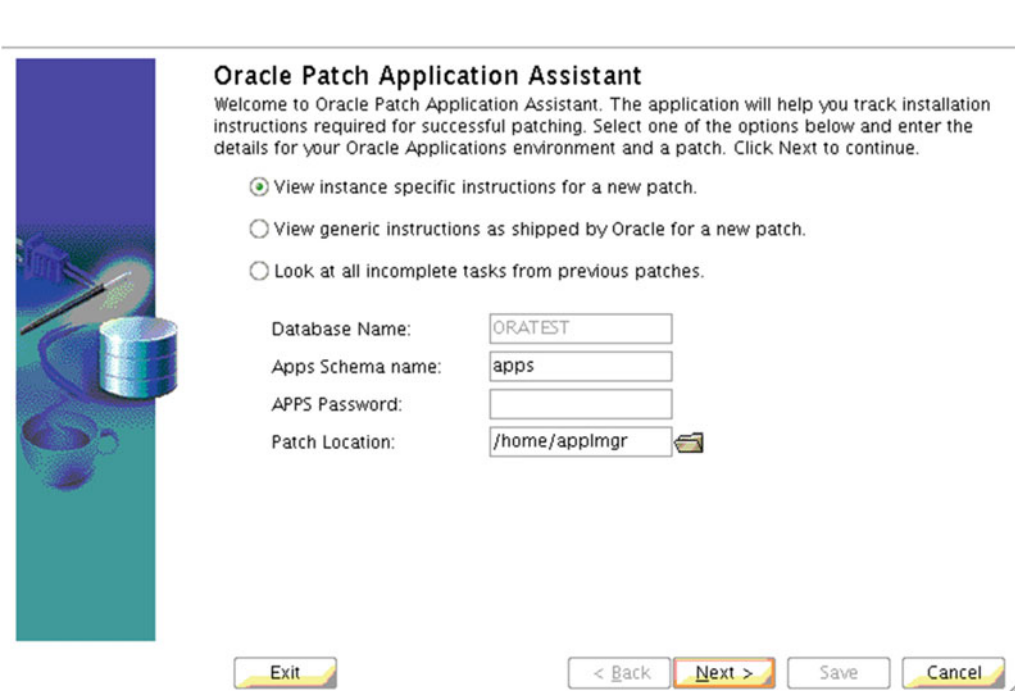 Oracle Patch Application Assistant
Welcome to Oracle Patch Application Assistant. The application will help you track installation
instructions required for successful patching. Select one of the options below and enter the
details for your Oracle Applications environment and a patch. Click Next to continue.
View instance specific instructions for a new patch.
View generic instructions as shipped by Oracle for a new patch.
Look at all incomplete tasks from previous patches.
Database Name: ORATEST
Apps Schema name: apps
APPS Password:
Patch Location: /home/applmgr
Exit < Back Next > Save Cancel